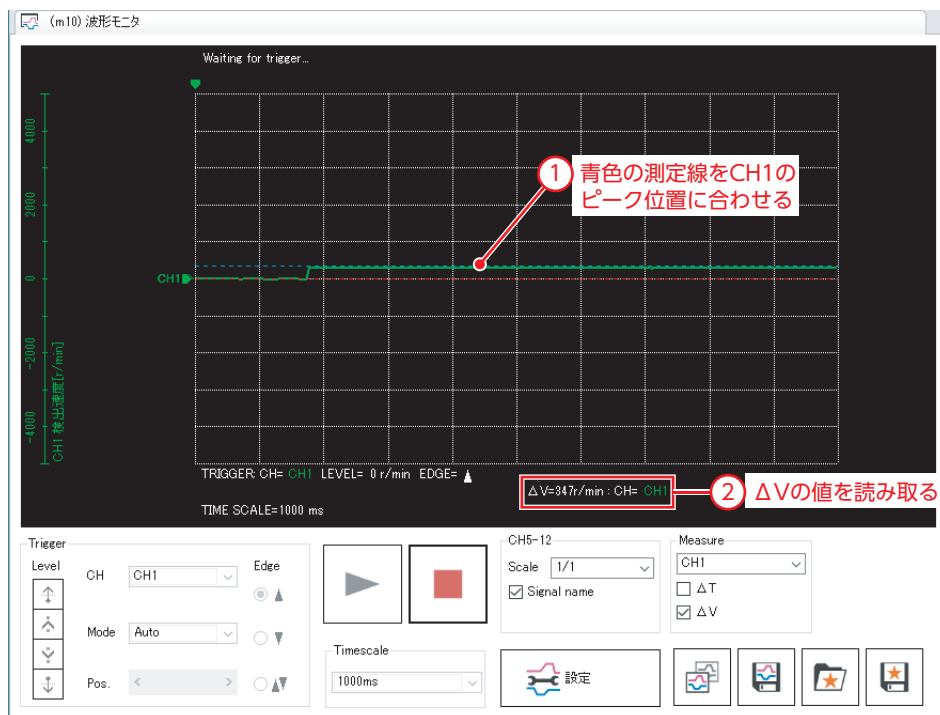 (m10) 波形モニタ
Waiting for trigger...
4000
2000
0
-2000
-4000
CH1 検出速度[r/min]
CH1
1 青色の測定線をCH1の
ピーク位置に合わせる
TRIGGER: CH= CH1 LEVEL= 0 r/min EDGE=
ΔV=347r/min : CH= CH1
2 ΔVの値を読み取る
TIME SCALE=1000 ms
Trigger
Level
CH CH1
Edge
Mode Auto
Pos.
Timescale
1000ms
CH5-12
Scale 1/1
Signal name
Measure
CH1
ΔT
ΔV
設定